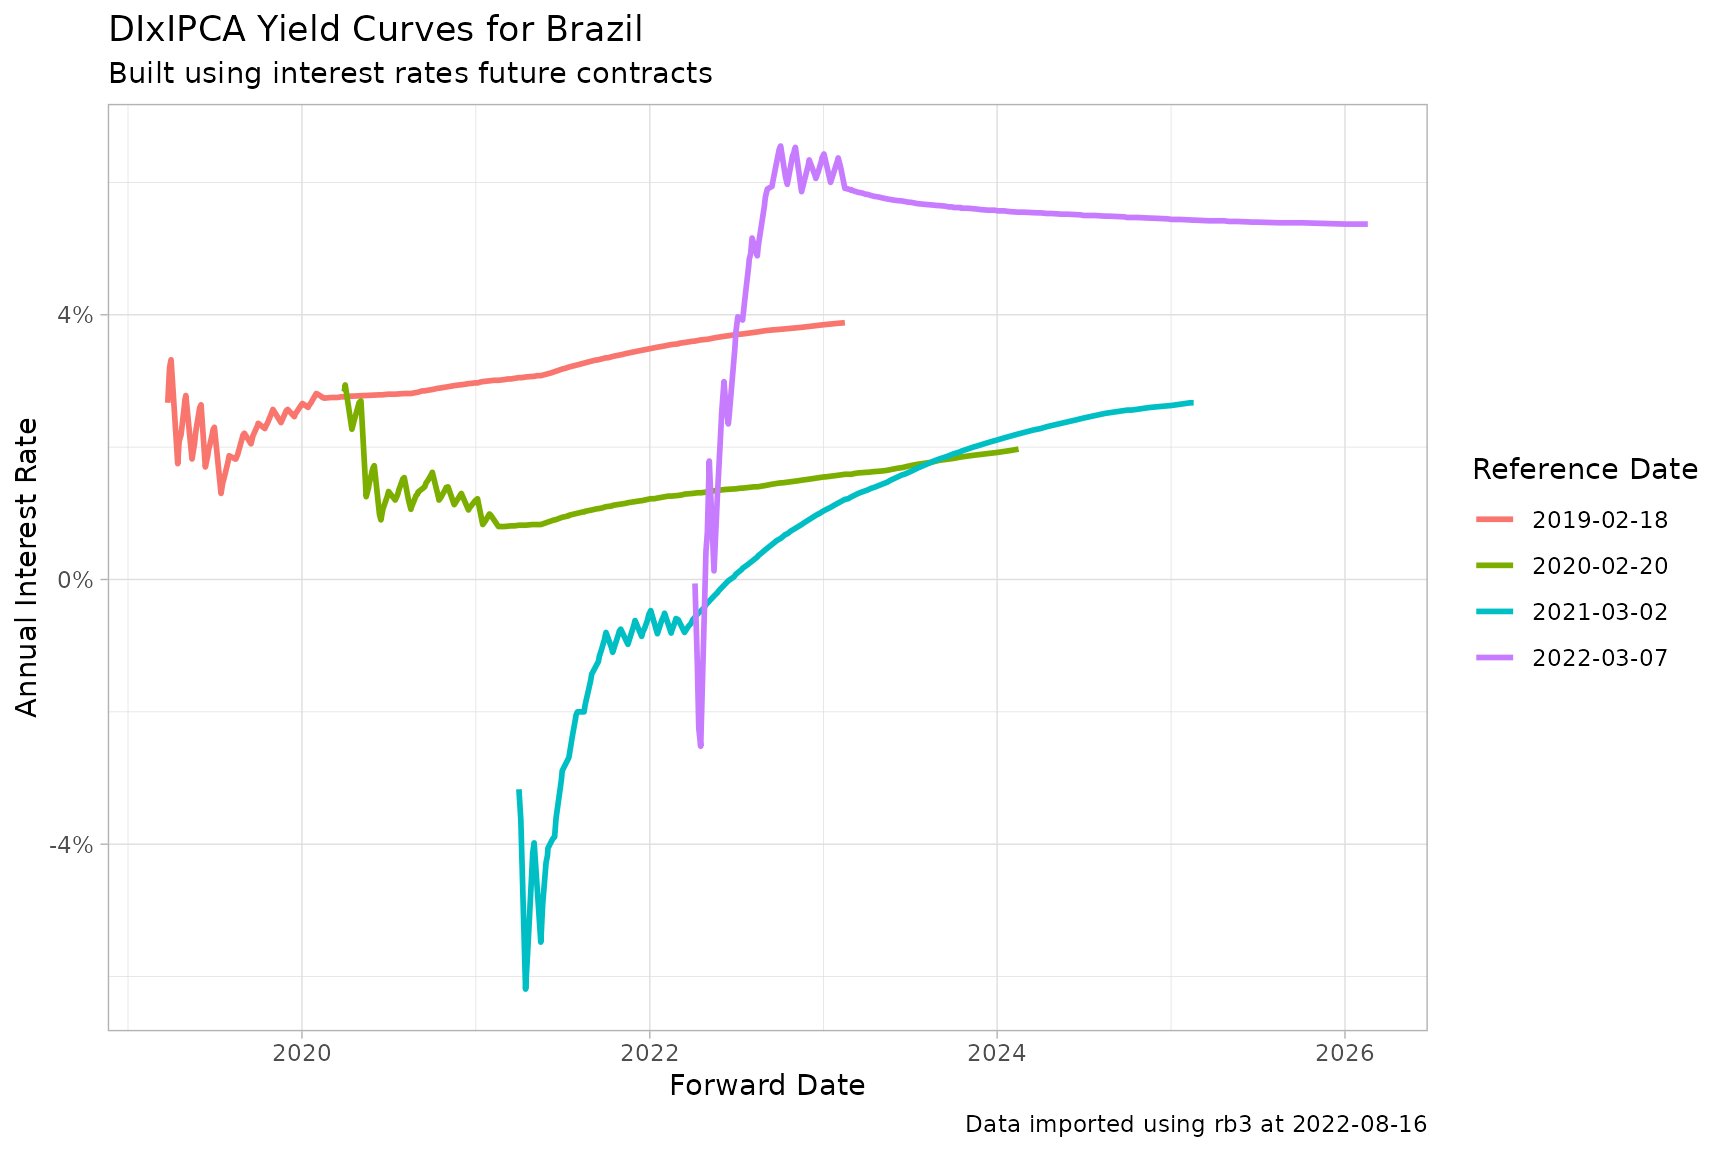 DIxIPCA Yield Curves for Brazil
Built using interest rates future contracts
Annual Interest Rate
4%
0%
-4%
2020
2022
2024
2026
Forward Date
Reference Date
2019-02-18
2020-02-20
2021-03-02
2022-03-07
Data imported using rb3 at 2022-08-16